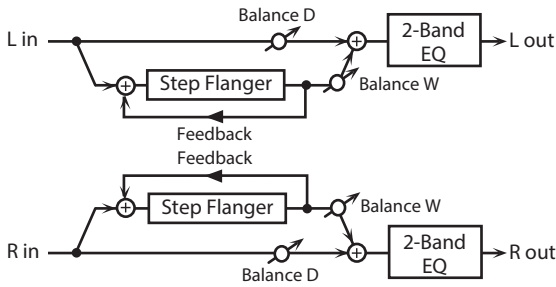 Balance D
L in
2-Band
EQ
L out
Step Flanger
Balance W
Feedback
Feedback
Step Flanger
Balance W
R in
2-Band
EQ
R out
Balance D